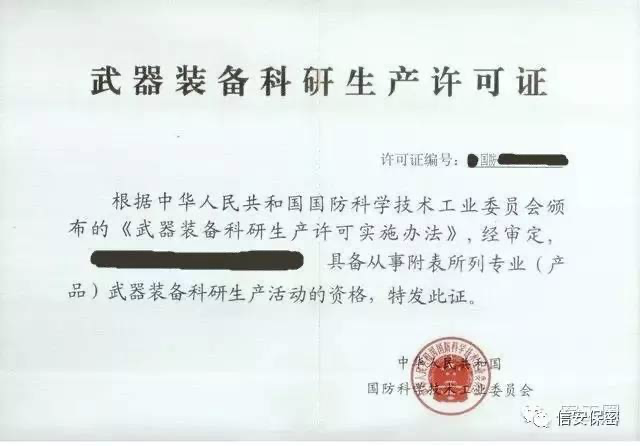 武器装备科研生产许可证
许可证编号：国防
根据中华人民共和国国防科学技术工业委员会颁
布的《武器装备科研生产许可实施办法》，经审定，
具备从事附表所列专业（产
品）武器装备科研生产活动的资格，特发此证。
中华人民共和国
国防科学技术工业委员会
信安保密